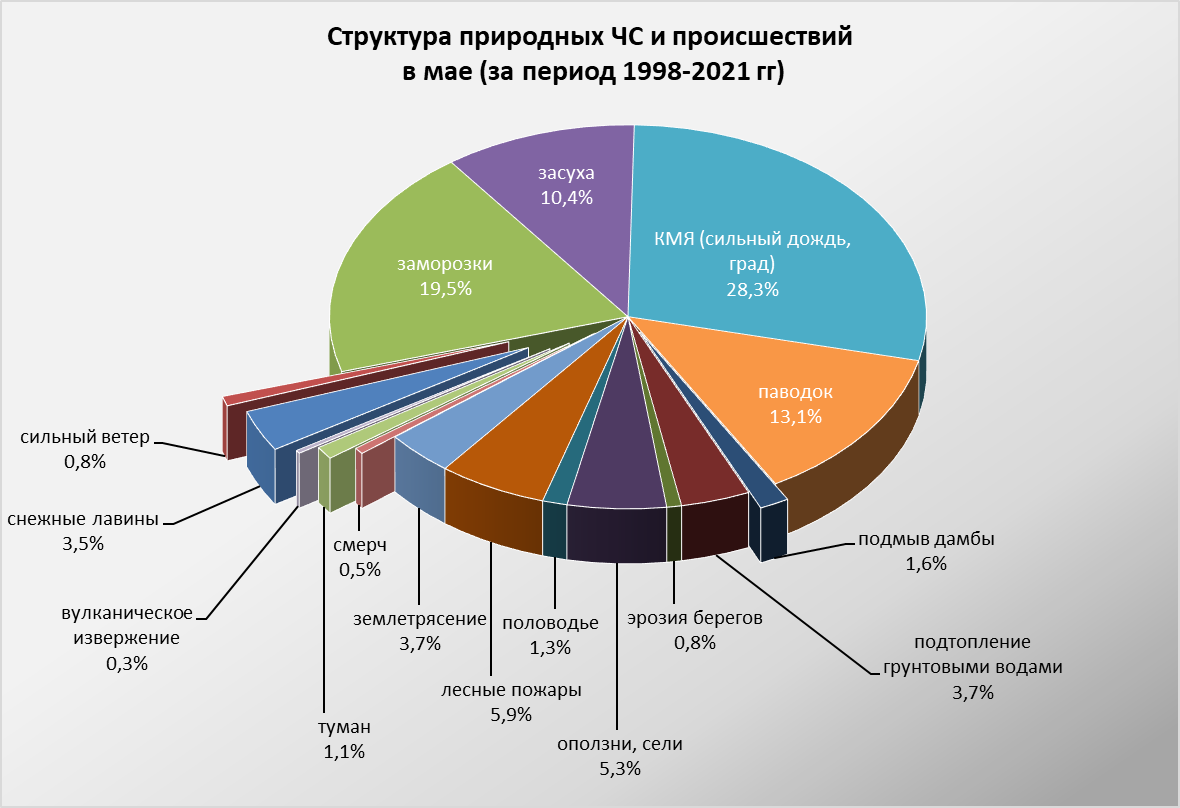 Структура природных ЧС и происшествий
в мае (за период 1998-2021 гг)
засуха
10,4%
КМЯ (сильный дождь,
град)
28,3%
заморозки
19,5%
паводок
13,1%
сильный ветер
0,8%
снежные лавины
3,5%
вулканическое
извержение
0,3%
туман
1,1%
смерч
0,5%
землетрясение
3,7%
лесные пожары
5,9%
половодье
1,3%
оползни, сели
5,3%
эрозия берегов
0,8%
подтопление
грунтовыми водами
3,7%
подмыв дамбы
1,6%